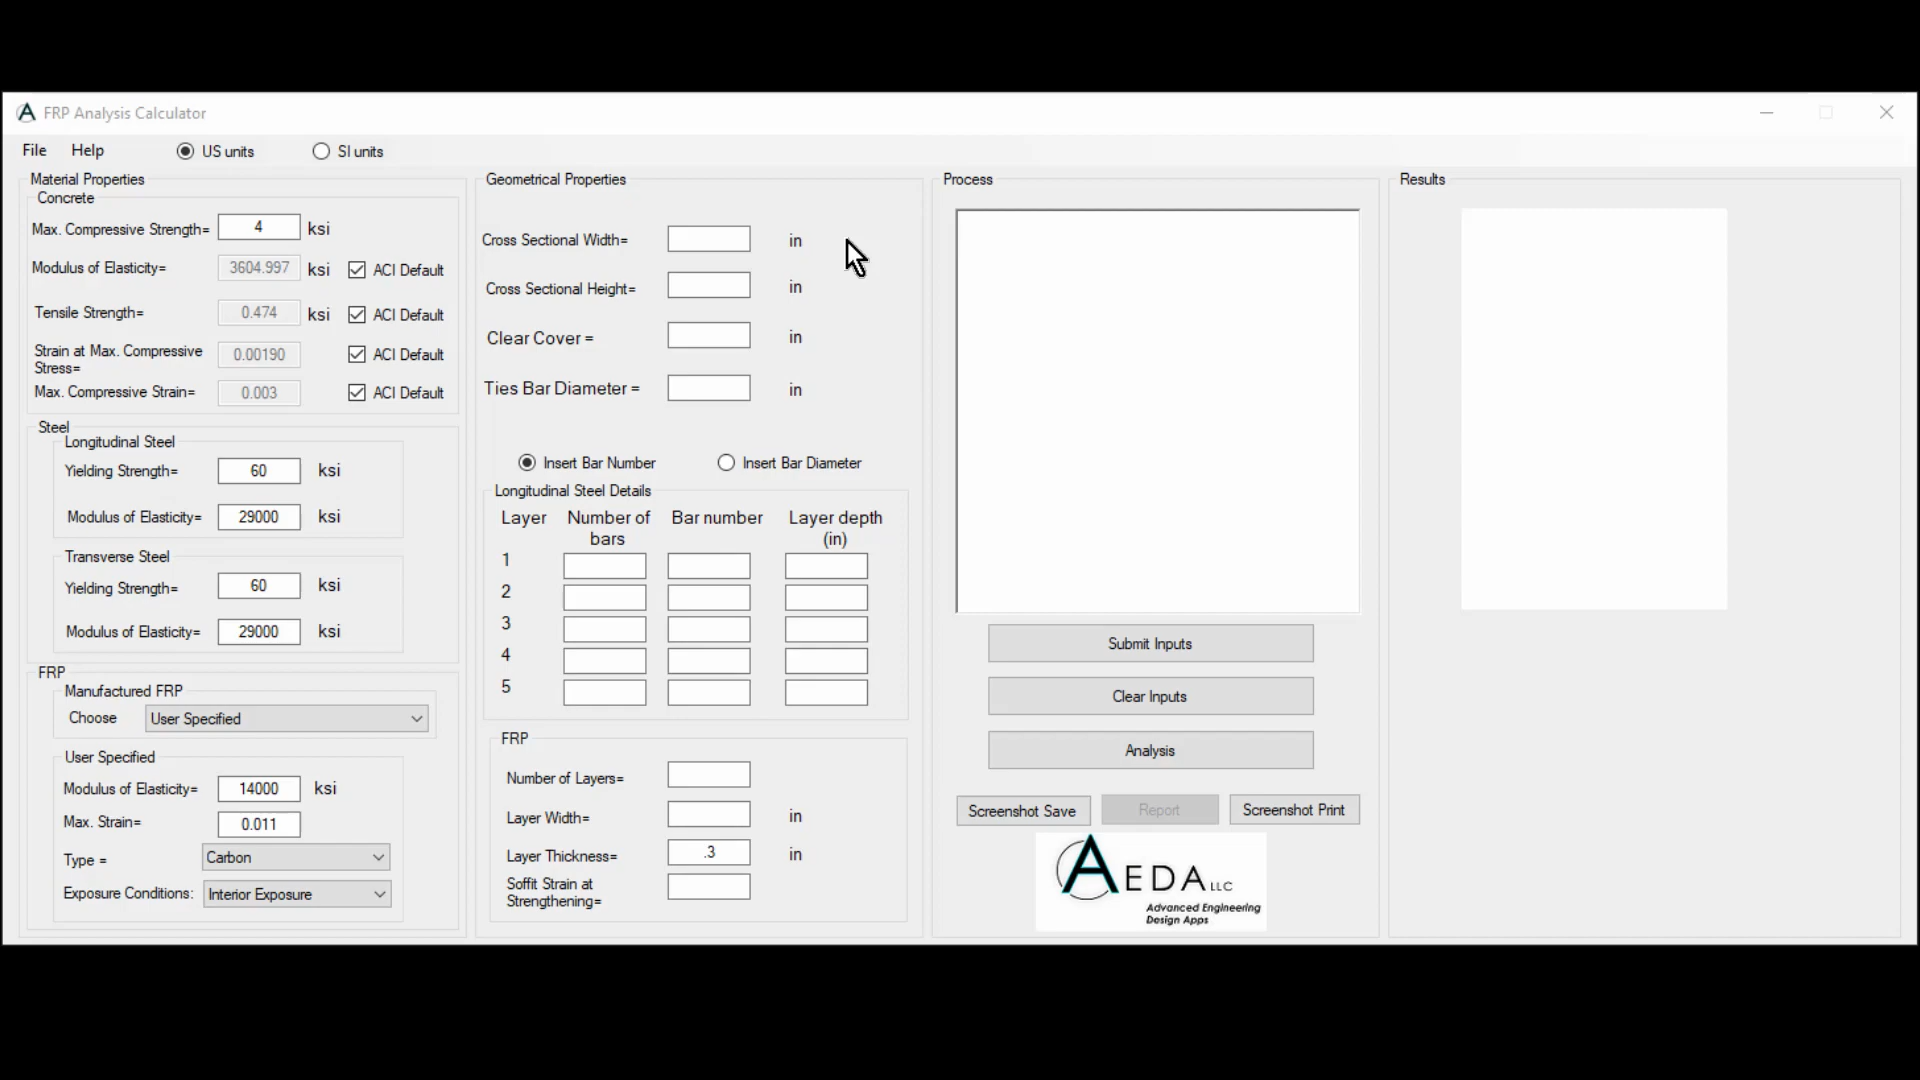 FRP Analysis Calculator
File Help US units SI units
Material Properties
Concrete
Max. Compressive Strength= 4 ksi
Modulus of Elasticity= 3604.997 ksi ACI Default
Tensile Strength= 0.474 ksi ACI Default
Strain at Max. Compressive
Stress= 0.00190 ACI Default
Max. Compressive Strain= 0.003 ACI Default
Steel
Longitudinal Steel
Yielding Strength= 60 ksi
Modulus of Elasticity= 29000 ksi
Transverse Steel
Yielding Strength= 60 ksi
Modulus of Elasticity= 29000 ksi
FRP
Manufactured FRP
Choose User Specified
User Specified
Modulus of Elasticity= 14000 ksi
Max. Strain= 0.011
Type = Carbon
Exposure Conditions: Interior Exposure
Geometrical Properties
Cross Sectional Width= in
Cross Sectional Height= in
Clear Cover = in
Ties Bar Diameter = in
Insert Bar Number Insert Bar Diameter
Longitudinal Steel Details
Layer Number of Bar number Layer depth
bars (in)
1
2
3
4
5
FRP
Number of Layers=
Layer Width= in
Layer Thickness= .3 in
Soffit Strain at
Strengthening=
Process
Submit Inputs
Clear Inputs
Analysis
Screenshot Save Report Screenshot Print
AEDA LLC
Advanced Engineering
Design Apps
Results